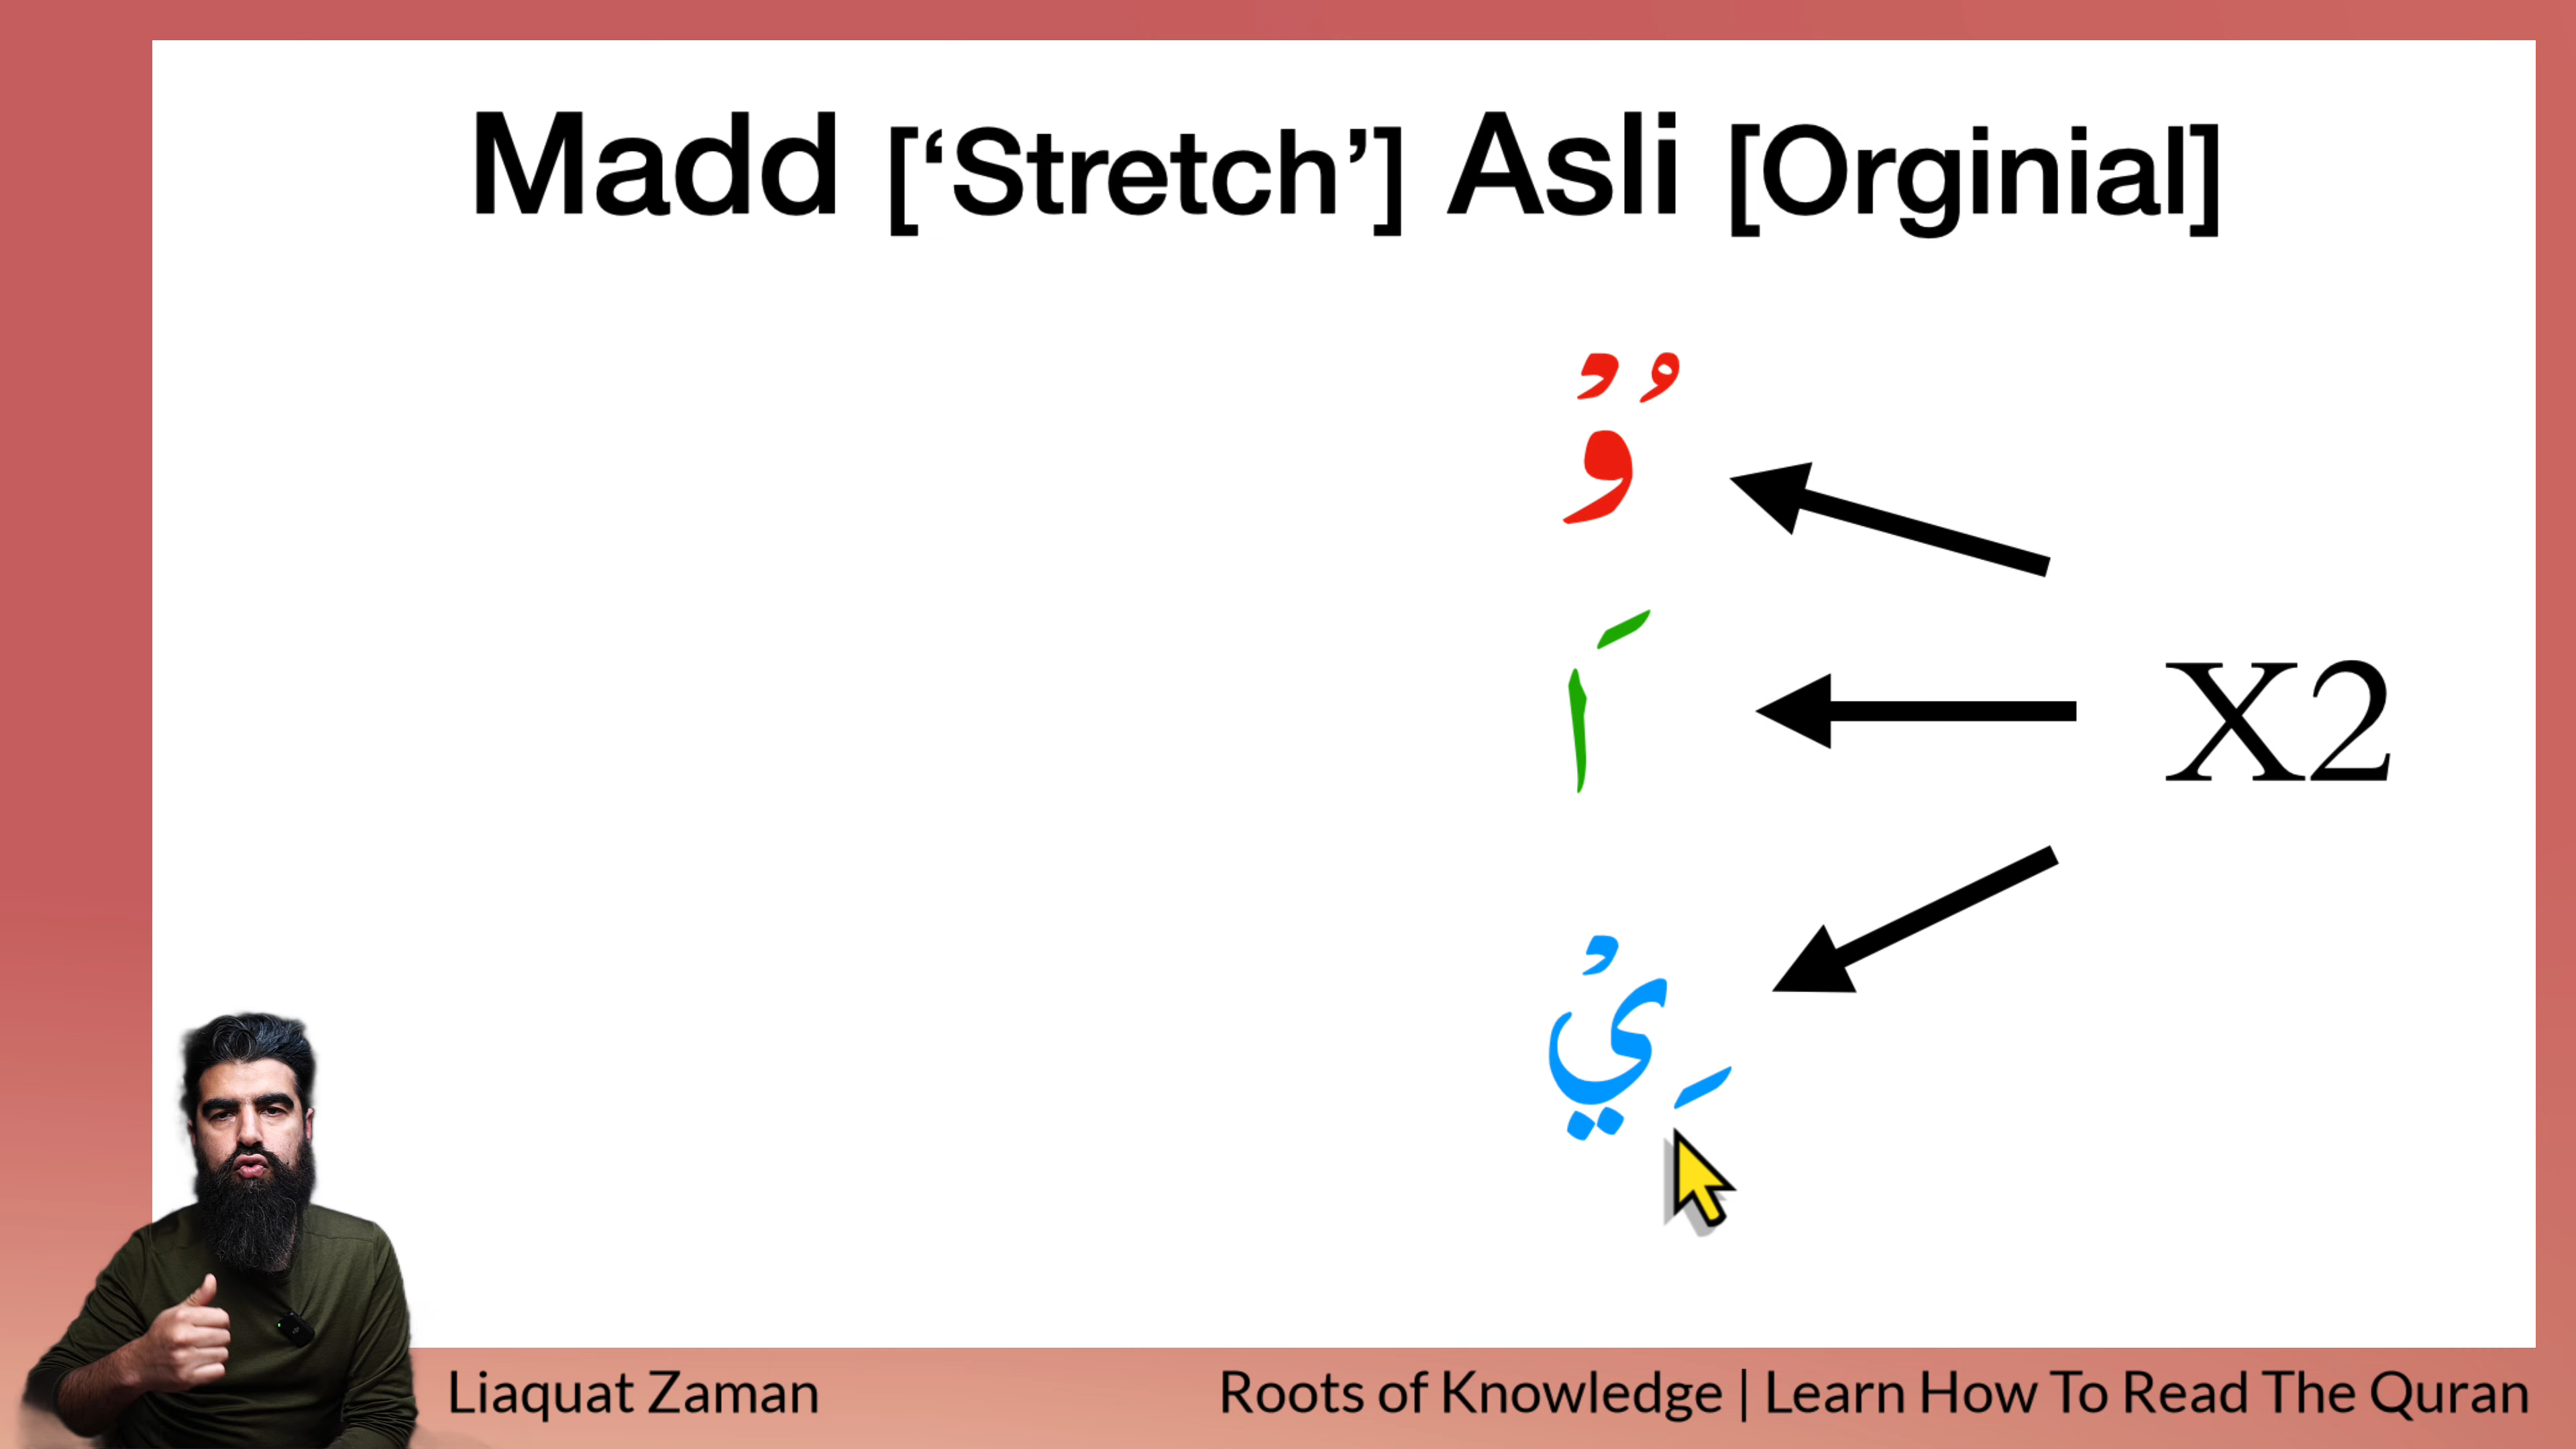 Madd [‘Stretch’] Asli [Orginial]
ُ وْ
َ ا
X2
ِ يْ
Liaquat Zaman
Roots of Knowledge | Learn How To Read The Quran